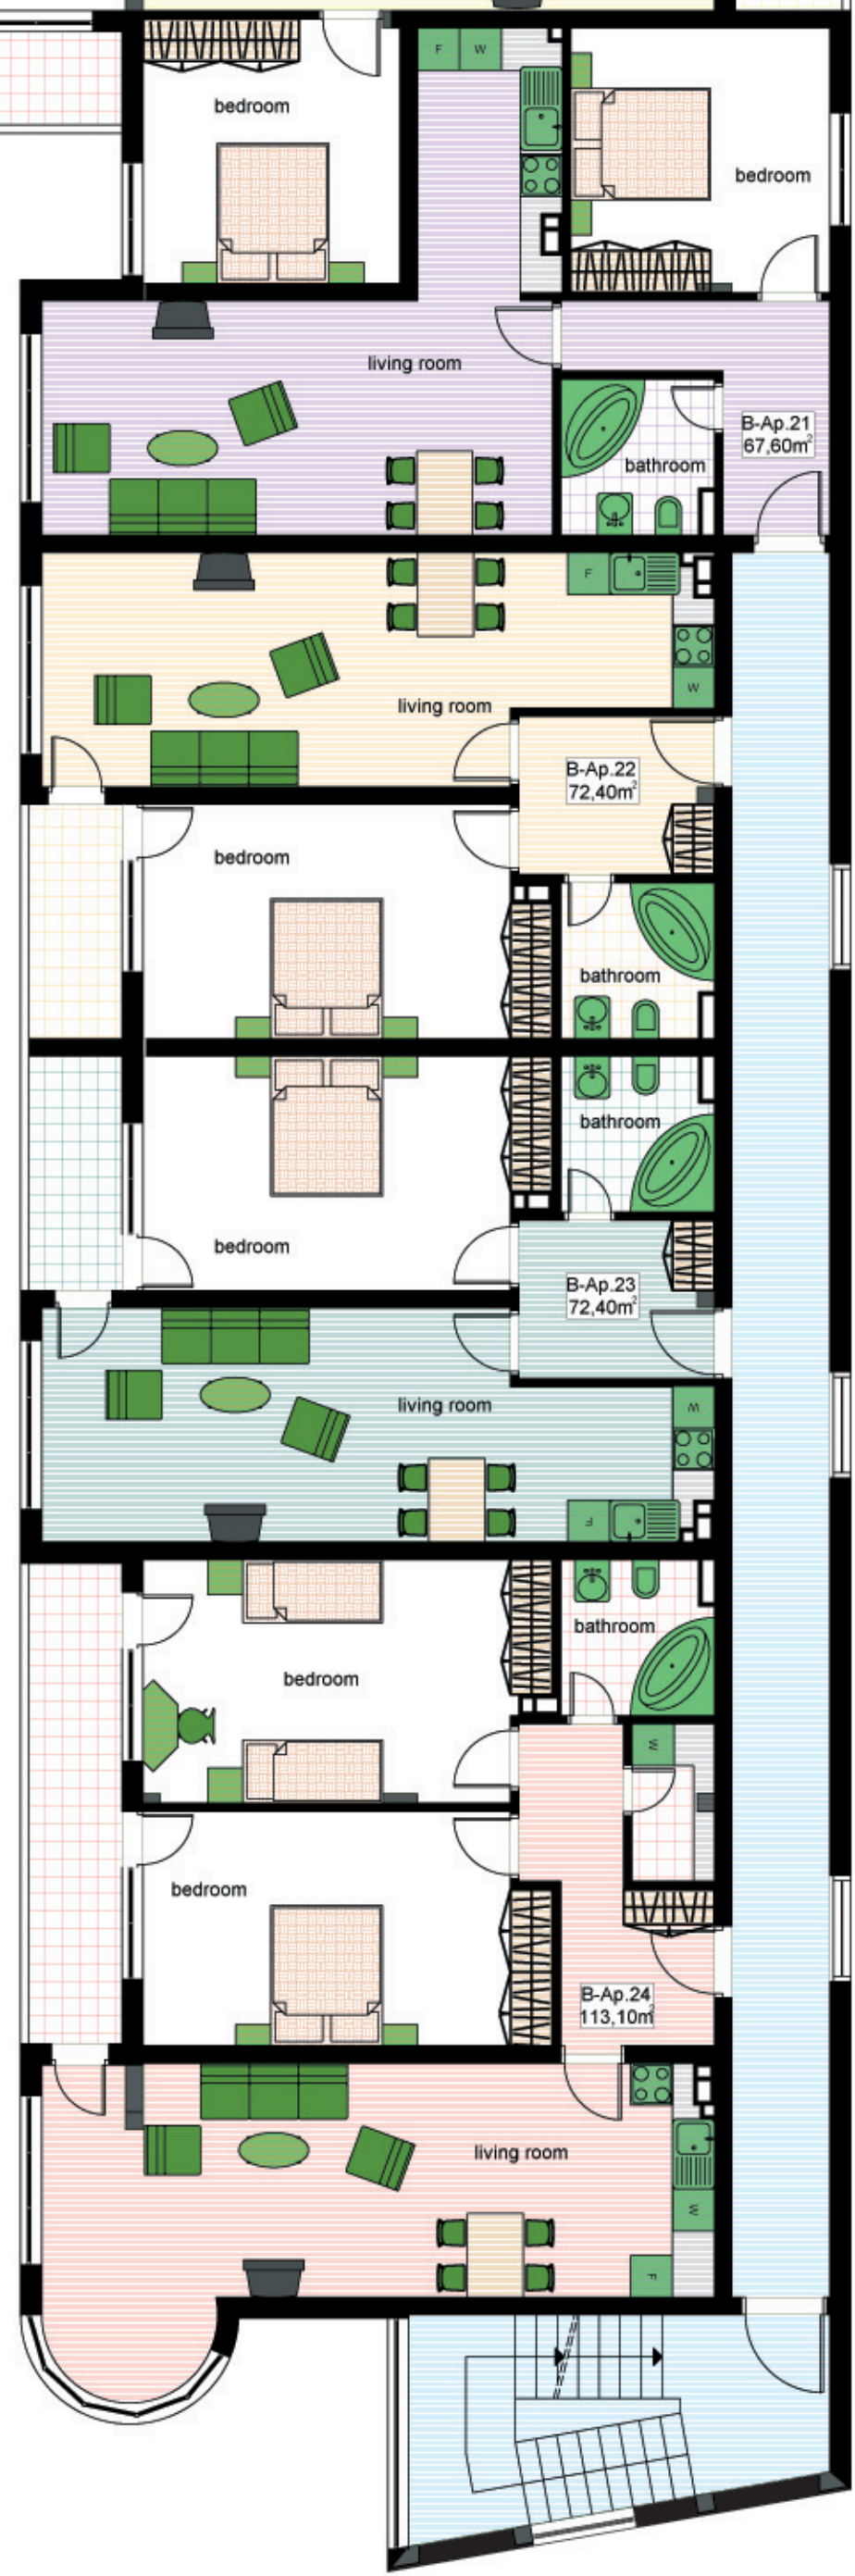 F W
bedroom
bedroom
living room
B-Ap.21
67,60m²
bathroom
F
W
living room
B-Ap.22
72,40m²
bedroom
bathroom
bathroom
bedroom
B-Ap.23
72,40m²
living room
W
F
bathroom
bedroom
W
bedroom
B-Ap.24
113,10m²
living room
W
F